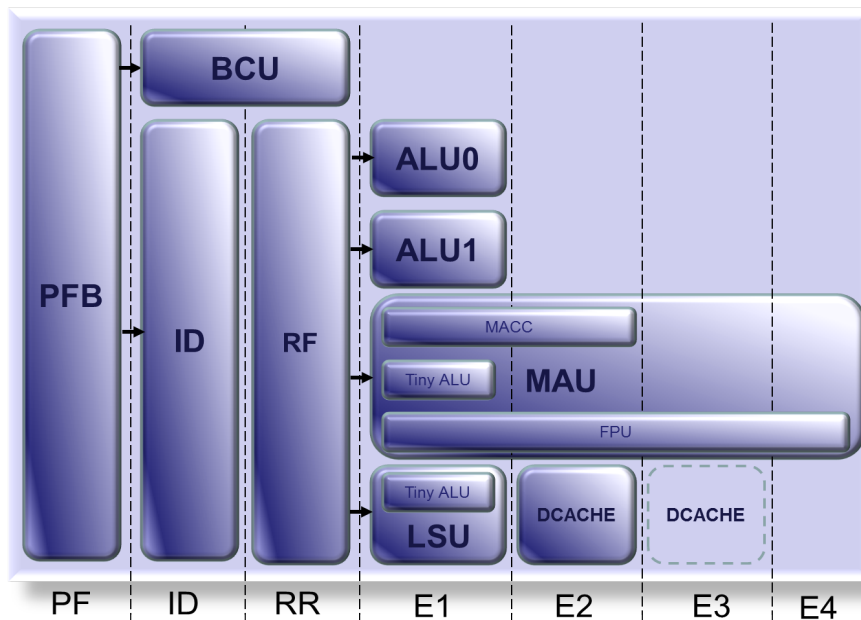 BCU
ALU0
ALU1
PFB
ID
RF
MACC
Tiny ALU
MAU
FPU
Tiny ALU
LSU
DCACHE
DCACHE
PF ID RR E1 E2 E3 E4